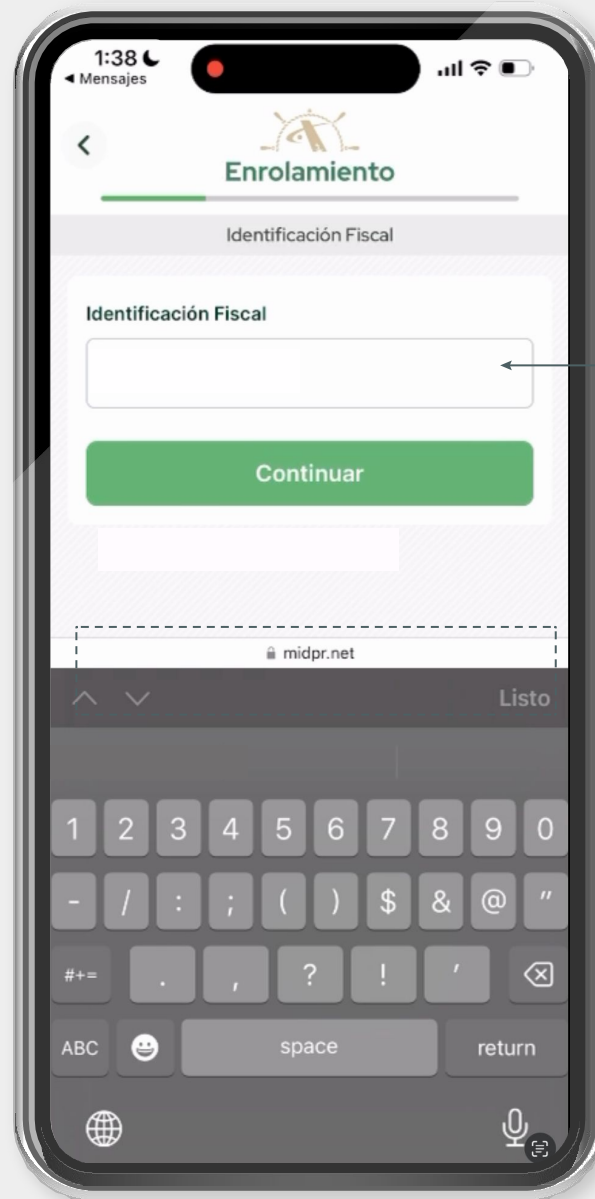 1:38
◀ Mensajes
Enrolamiento
Identificación Fiscal
Identificación Fiscal
Continuar
midpr.net
Listo
1 2 3 4 5 6 7 8 9 0
- / : ; ( ) $ & @ "
#+= . , ? ! '
ABC space return